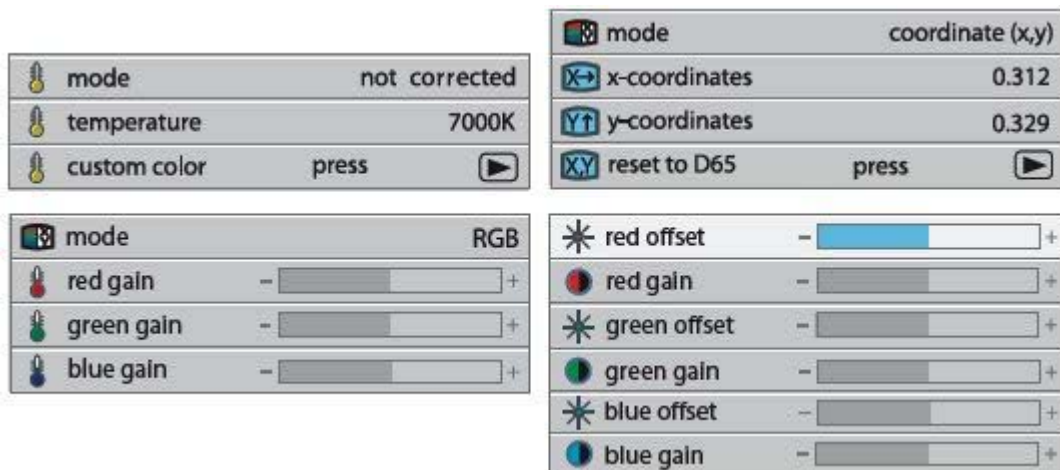 mode not corrected
temperature 7000K
custom color press
mode coordinate (x,y)
X→ x-coordinates 0.312
Y↑ y-coordinates 0.329
X,Y reset to D65 press
mode RGB
red gain - +
green gain - +
blue gain - +
red offset - +
red gain - +
green offset - +
green gain - +
blue offset - +
blue gain - +